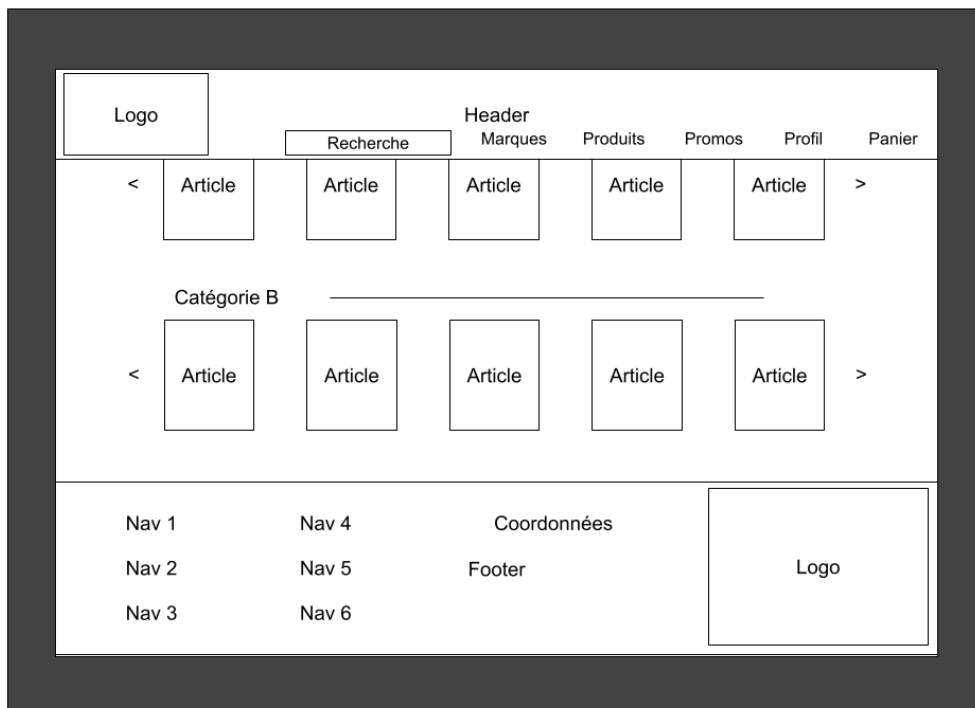 Logo
Header
Recherche Marques Produits Promos Profil Panier
< Article Article Article Article Article >
Catégorie B
< Article Article Article Article Article >
Nav 1 Nav 4 Coordonnées
Nav 2 Nav 5 Footer Logo
Nav 3 Nav 6